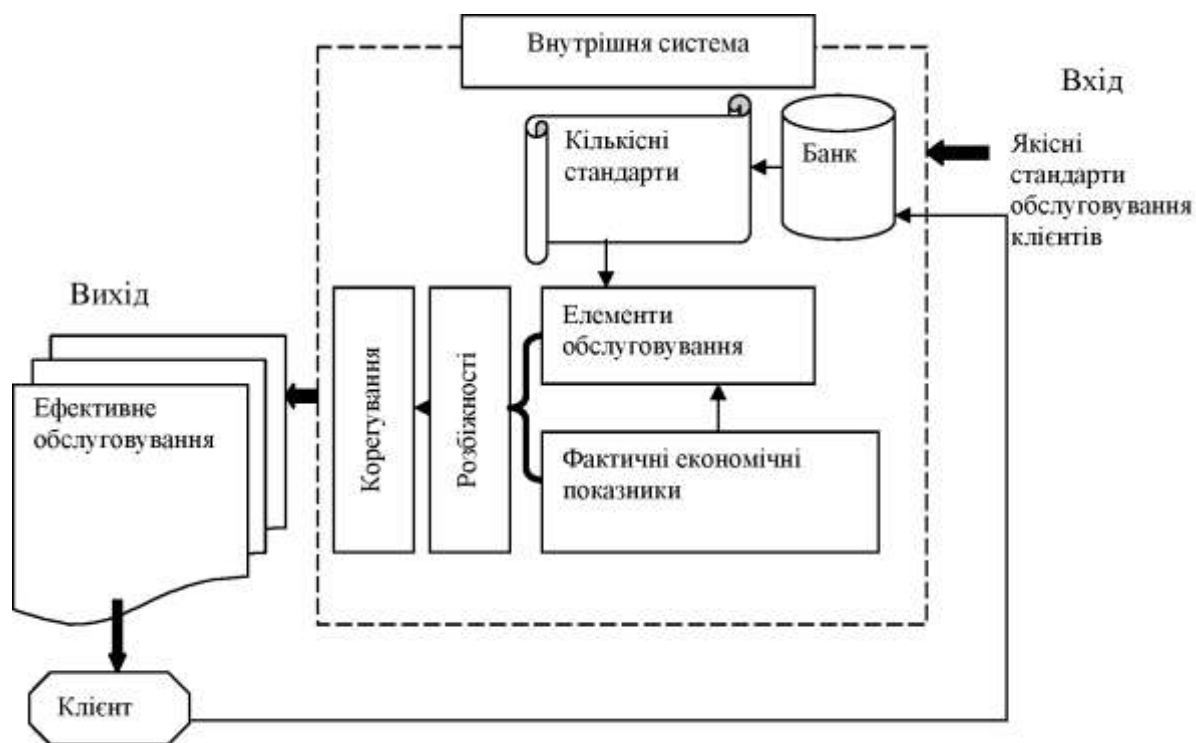 Внутрішня система
Вхід
Кількісні
стандарти
Банк
Якісні
стандарти
обслуговування
клієнтів
Вихід
Елементи
обслуговування
Корегування
Розбіжності
Ефективне
обслуговування
Фактичні економічні
показники
Клієнт